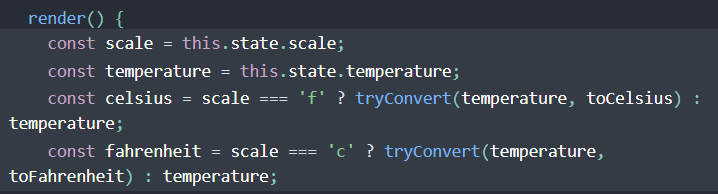 render() {
const scale = this.state.scale;
const temperature = this.state.temperature;
const celsius = scale === 'f' ? tryConvert(temperature, toCelsius) :
temperature;
const fahrenheit = scale === 'c' ? tryConvert(temperature,
toFahrenheit) : temperature;